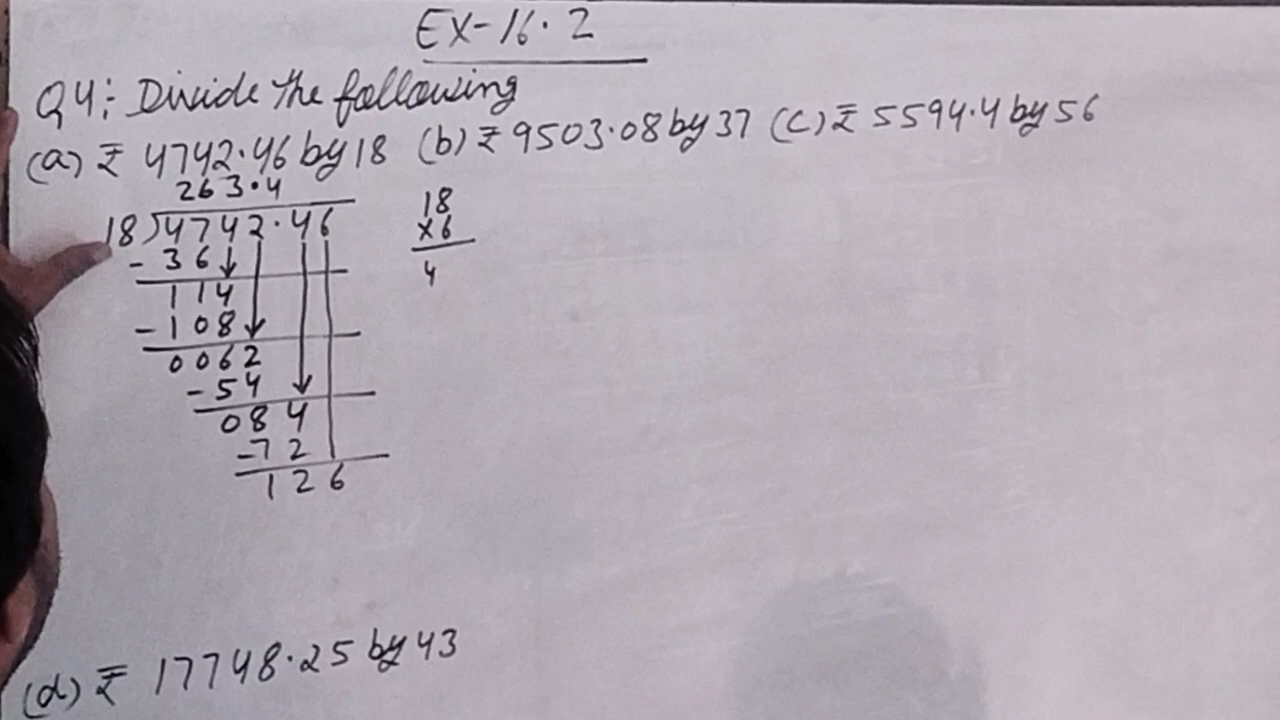 EX-16.2
Q4:- Divide the following
(a) ₹ 4742.46 by 18 (b) ₹ 9503.08 by 37 (c) ₹ 5594.4 by 56
263.4
18)4742.46
-36
114
-108
0062
-54
084
-72
126
18
x6
4
(d) ₹ 17748.25 by 43